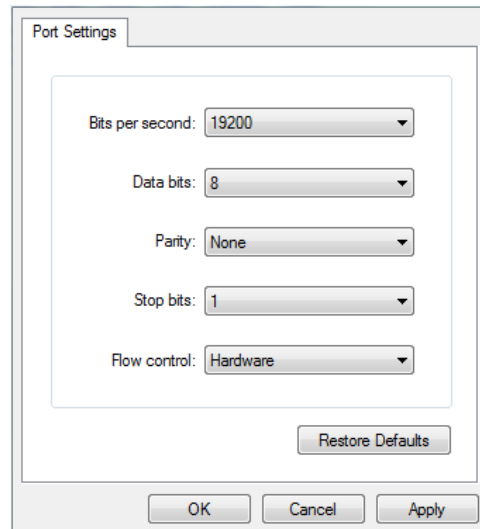 Port Settings
Bits per second: 19200
Data bits: 8
Parity: None
Stop bits: 1
Flow control: Hardware
Restore Defaults
OK Cancel Apply